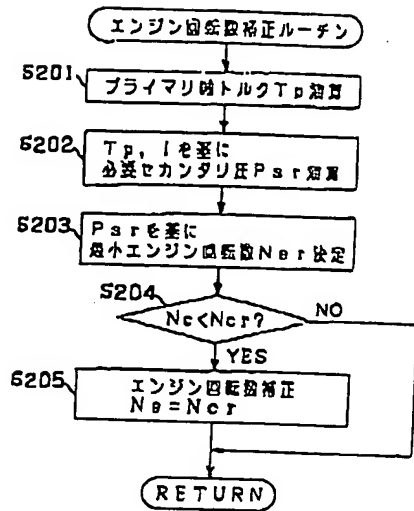 エンジン回転数補正ルーチン
S201
プライマリ軸トルクTp演算
S202
Tp, iを基に
必要セカンダリ圧Psr演算
S203
Psrを基に
最小エンジン回転数Ner決定
S204
Ne<Ner?
NO
YES
S205
エンジン回転数補正
Ne=Ner
RETURN